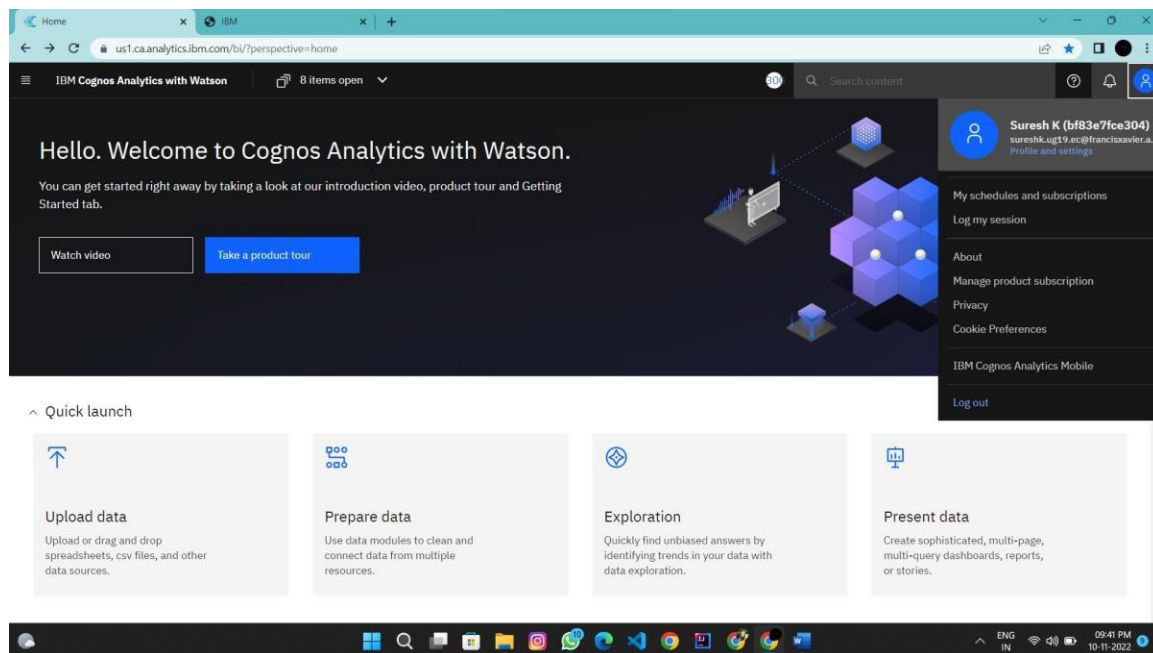 Home
IBM
us1.ca.analytics.ibm.com/bi/?perspective=home
IBM Cognos Analytics with Watson
8 items open
Search content
Suresh K (bf83e7fce304)
sureshk.ug19.ec@francisxavier.a
Profile and settings
Hello. Welcome to Cognos Analytics with Watson.
You can get started right away by taking a look at our introduction video, product tour and Getting
Started tab.
Watch video
Take a product tour
My schedules and subscriptions
Log my session
About
Manage product subscription
Privacy
Cookie Preferences
IBM Cognos Analytics Mobile
Log out
Quick launch
Upload data
Upload or drag and drop
spreadsheets, csv files, and other
data sources.
Prepare data
Use data modules to clean and
connect data from multiple
resources.
Exploration
Quickly find unbiased answers by
identifying trends in your data with
data exploration.
Present data
Create sophisticated, multi-page,
multi-query dashboards, reports,
or stories.
ENG
IN
09:41 PM
10-11-2022